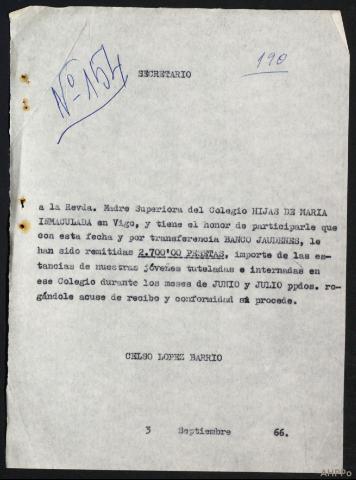 Nº 154
190
SECRETARIO
a la Revda. Madre Superiora del Colegio HIJAS DE MARIA
INMACULADA en Vigo, y tiene el honor de participarle que
con esta fecha y por transferencia BANCO JAUDENES, le
han sido remitidas 2.700'00 PESETAS, importe de las es-
tancias de nuestras jóvenes tuteladas e internadas en
ese Colegio durante los meses de JUNIO y JULIO ppdos. ro-
gándole acuse de recibo y conformidad si procede.
CELSO LOPEZ BARRIO
3 Septiembre 66.
AHPPo